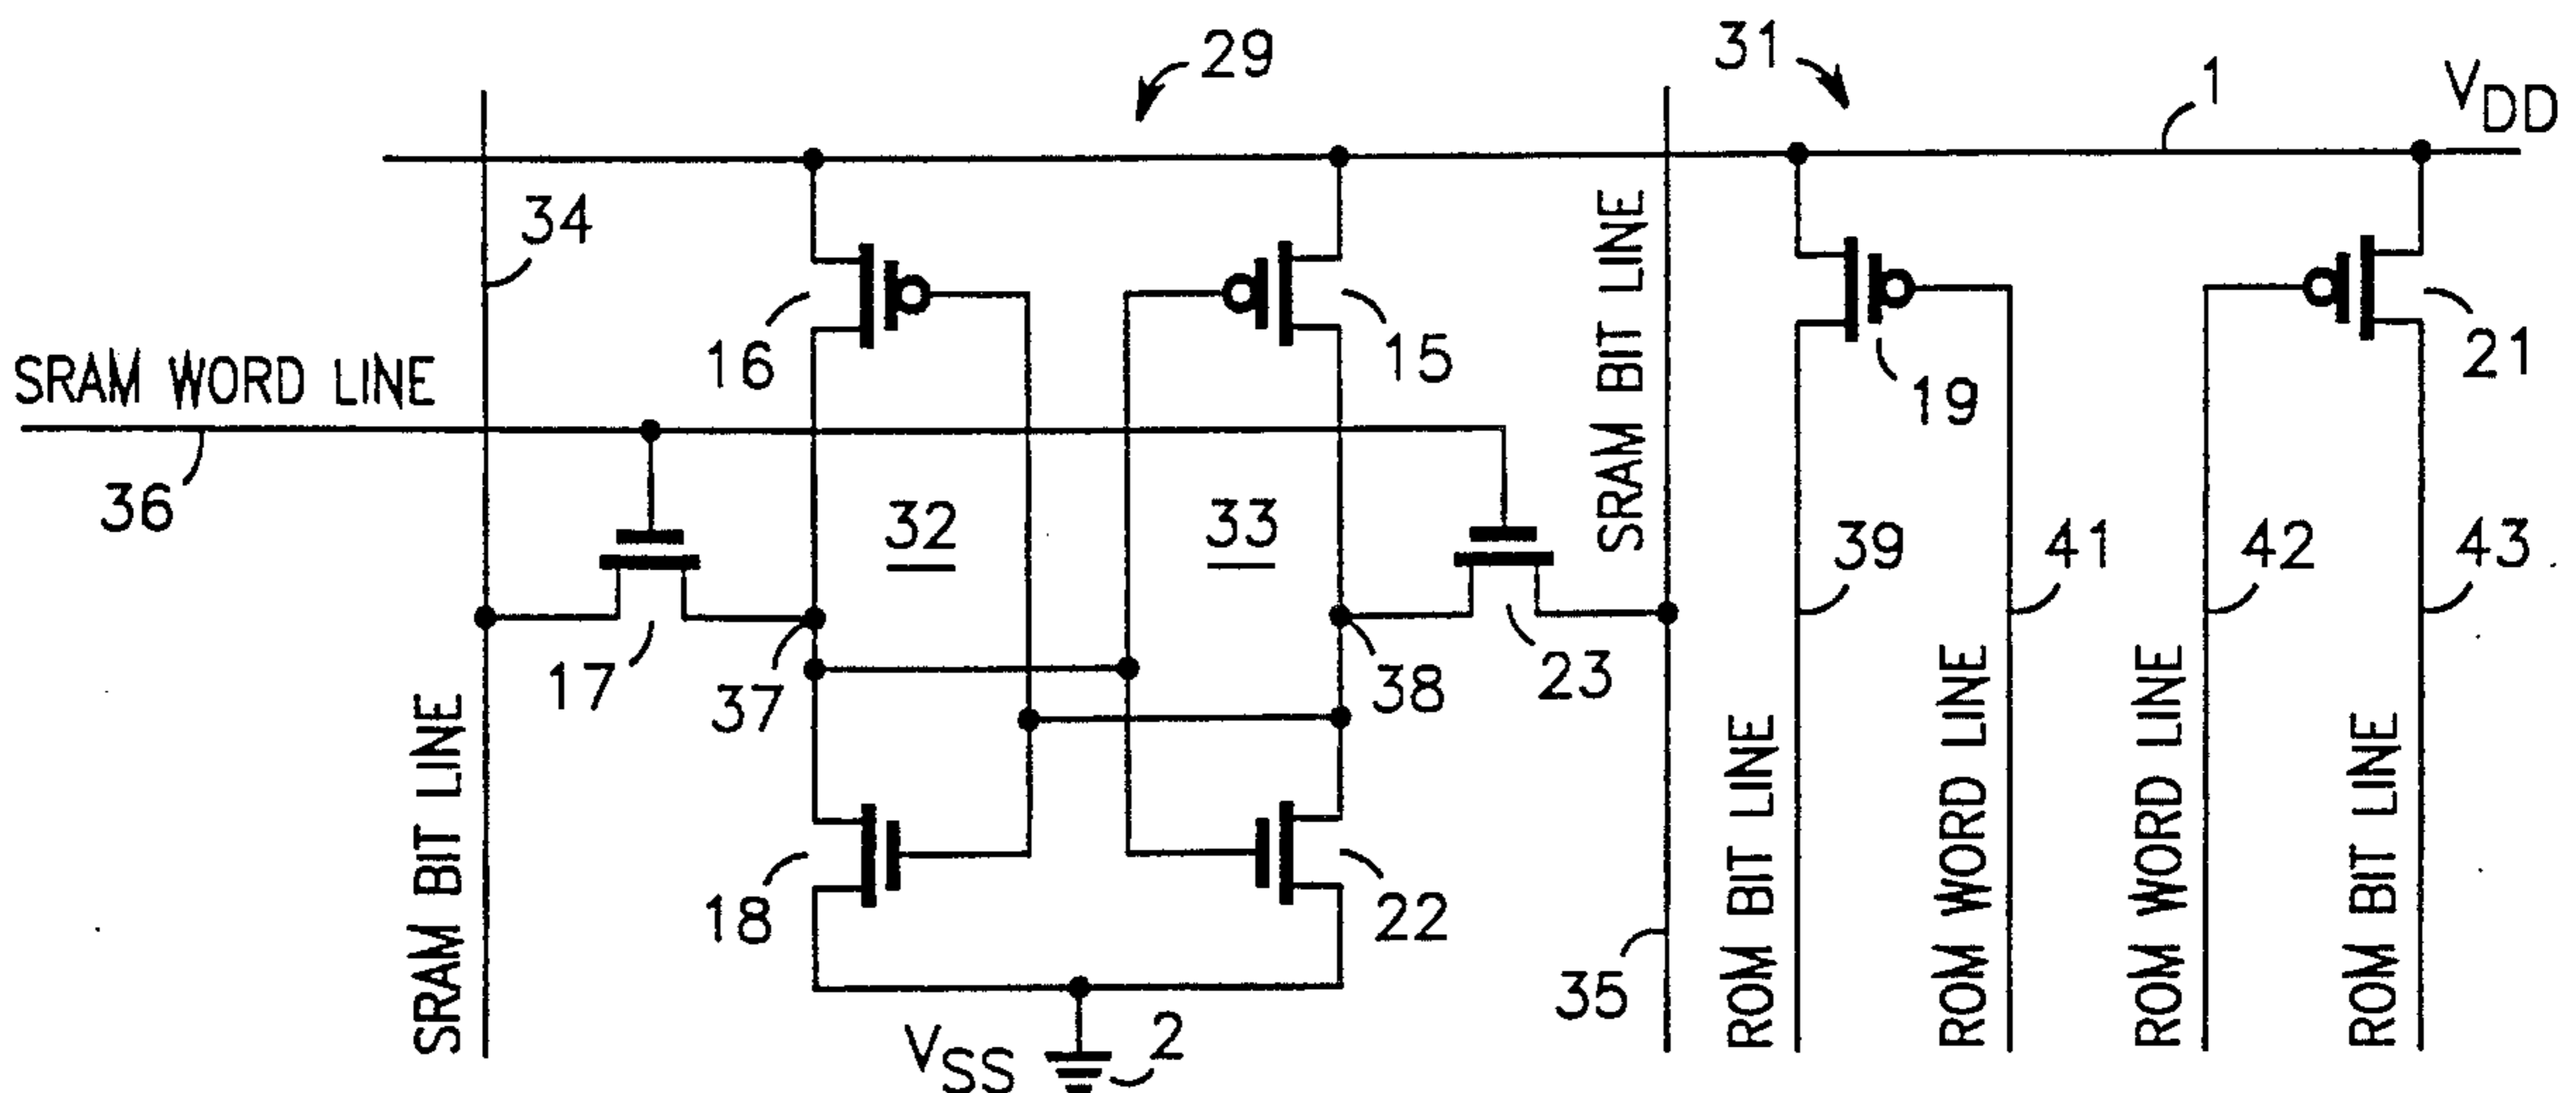 29
31
1
VDD
34
16
15
19
21
SRAM WORD LINE
36
SRAM BIT LINE
32
33
39
41
42
43
17
37
38
23
SRAM BIT LINE
18
22
35
ROM BIT LINE
ROM WORD LINE
ROM WORD LINE
ROM BIT LINE
VSS
2